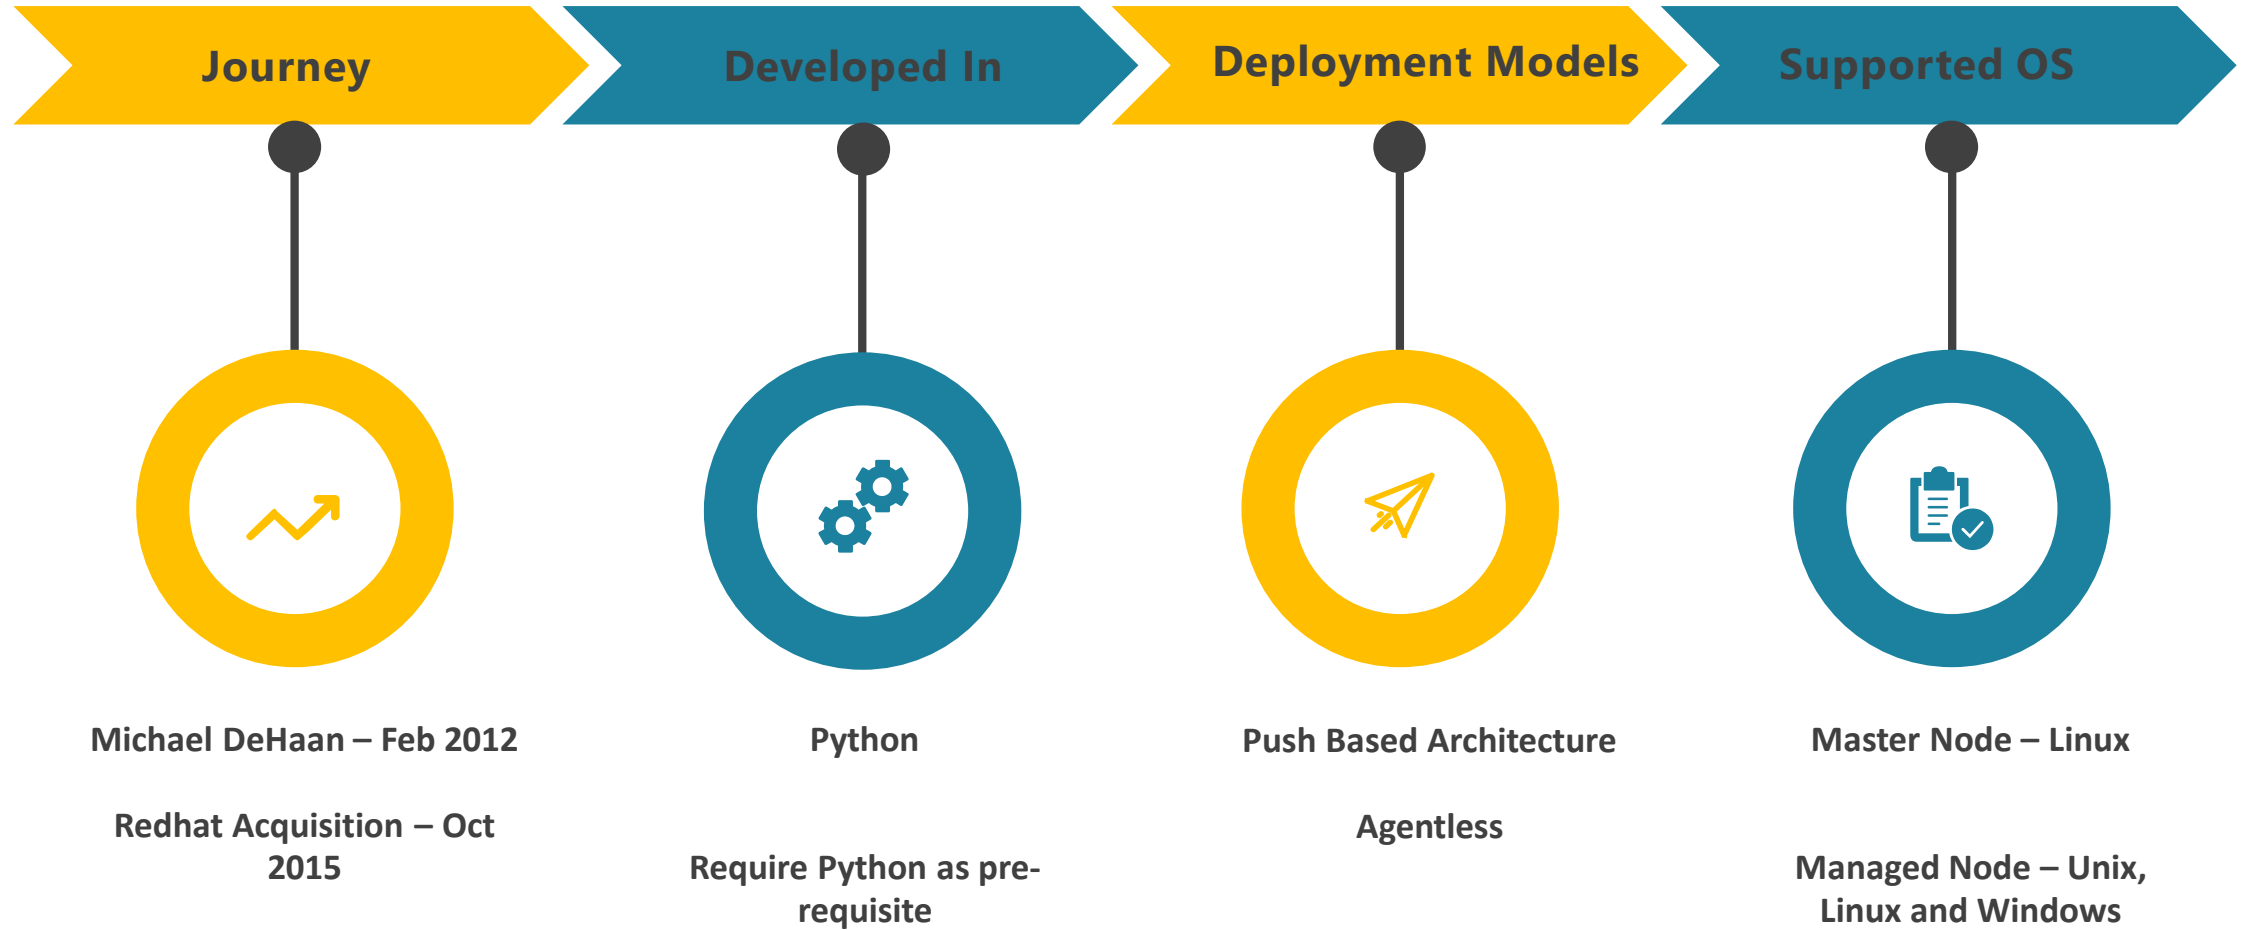 Journey
Developed In
Deployment Models
Supported OS
Michael DeHaan – Feb 2012
Redhat Acquisition – Oct
2015
Python
Require Python as pre-
requisite
Push Based Architecture
Agentless
Master Node – Linux
Managed Node – Unix,
Linux and Windows